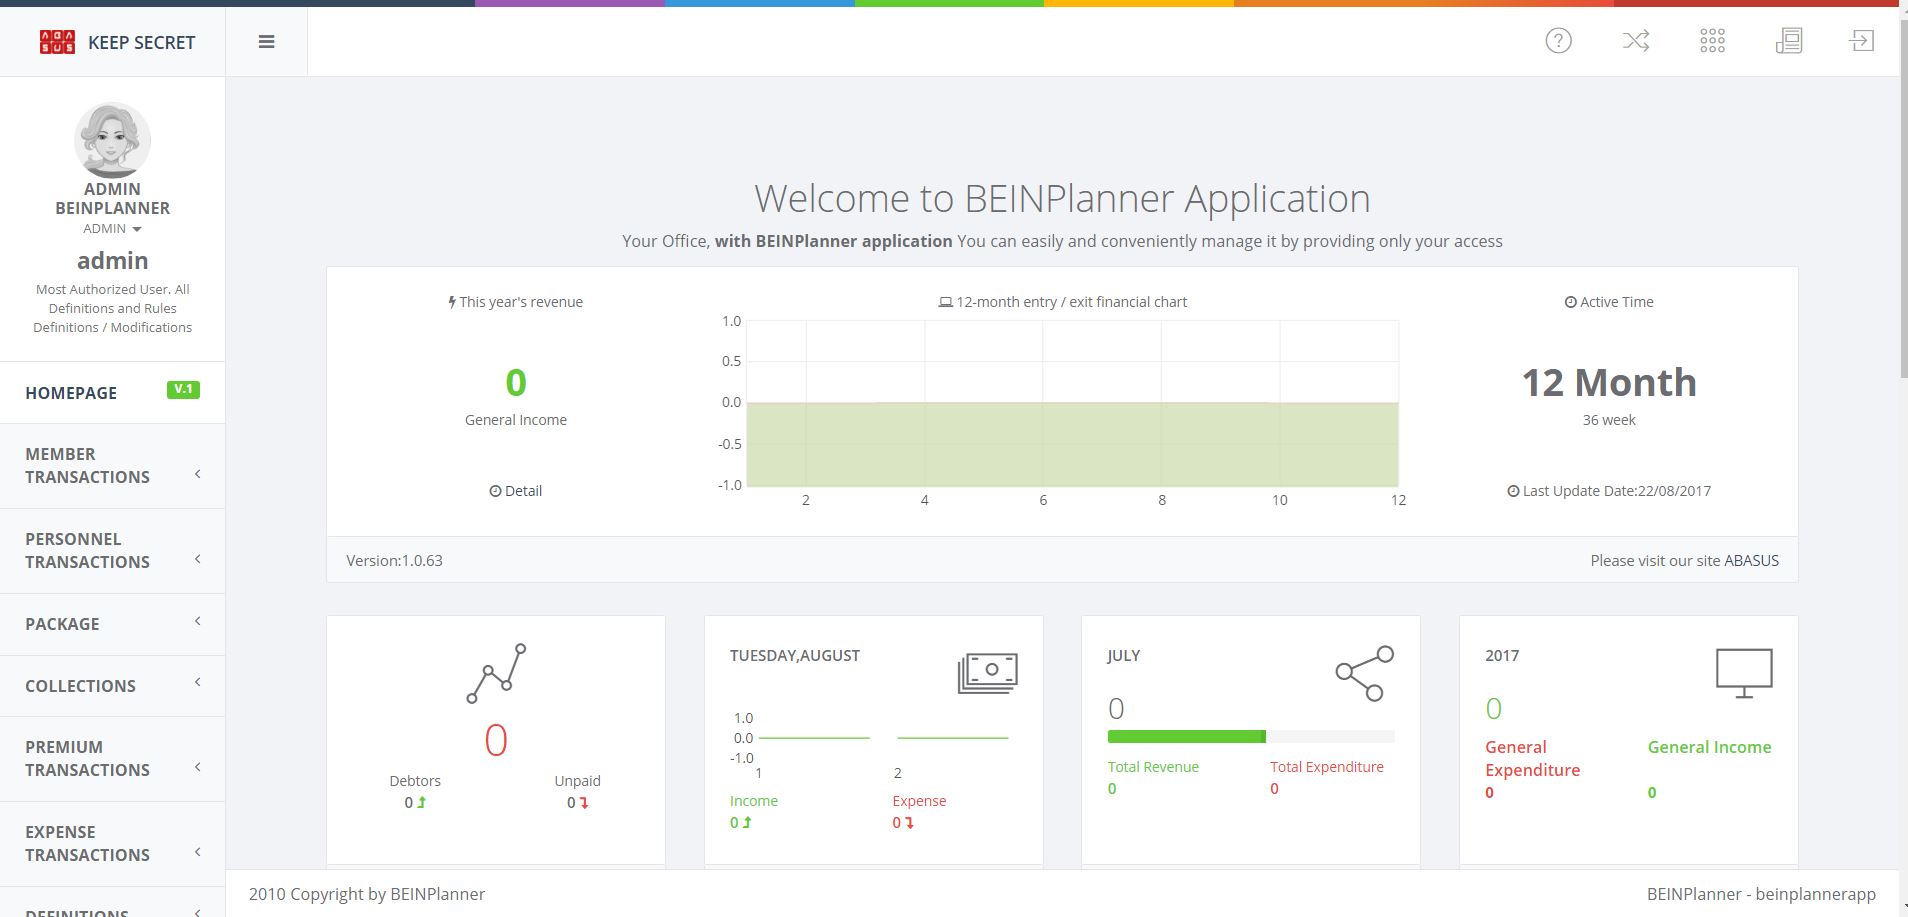 ABA
SUS
KEEP SECRET
ADMIN
BEINPLANNER
ADMIN
admin
Most Authorized User. All
Definitions and Rules
Definitions / Modifications
HOMEPAGE
V.1
MEMBER
TRANSACTIONS
PERSONNEL
TRANSACTIONS
PACKAGE
COLLECTIONS
PREMIUM
TRANSACTIONS
EXPENSE
TRANSACTIONS
DEFINITIONS
?
Welcome to BEINPlanner Application
Your Office, with BEINPlanner application You can easily and conveniently manage it by providing only your access
This year's revenue
0
General Income
Detail
12-month entry / exit financial chart
1.0
0.5
0.0
-0.5
-1.0
2 4 6 8 10 12
Active Time
12 Month
36 week
Last Update Date:22/08/2017
Version:1.0.63
Please visit our site ABASUS
0
Debtors
0
Unpaid
0
TUESDAY,AUGUST
1.0
0.0
-1.0
1 2
Income
0
Expense
0
JULY
0
Total Revenue
0
Total Expenditure
0
2017
0
General
Expenditure
0
General Income
0
2010 Copyright by BEINPlanner
BEINPlanner - beinplannerapp